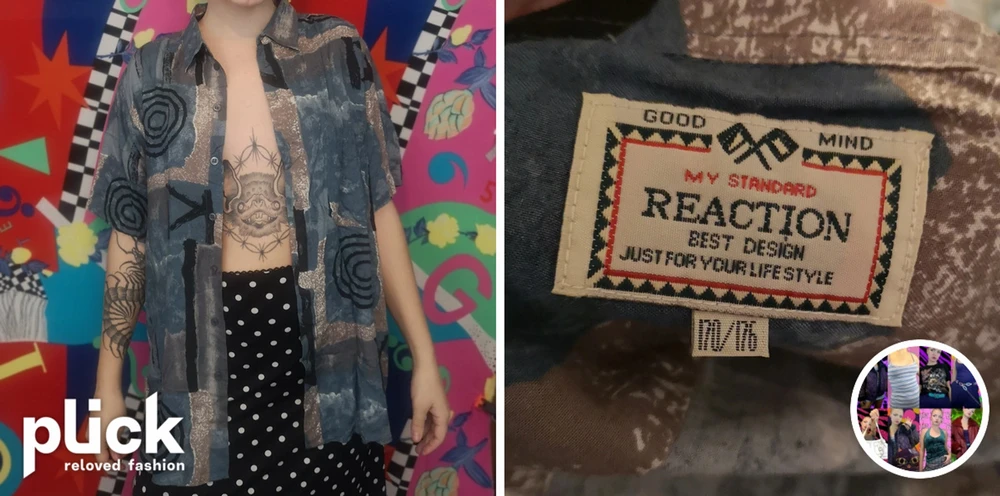 plick
reloved fashion
GOOD MIND
MY STANDARD
REACTION
BEST DESIGN
JUST FOR YOUR LIFE STYLE
170/176